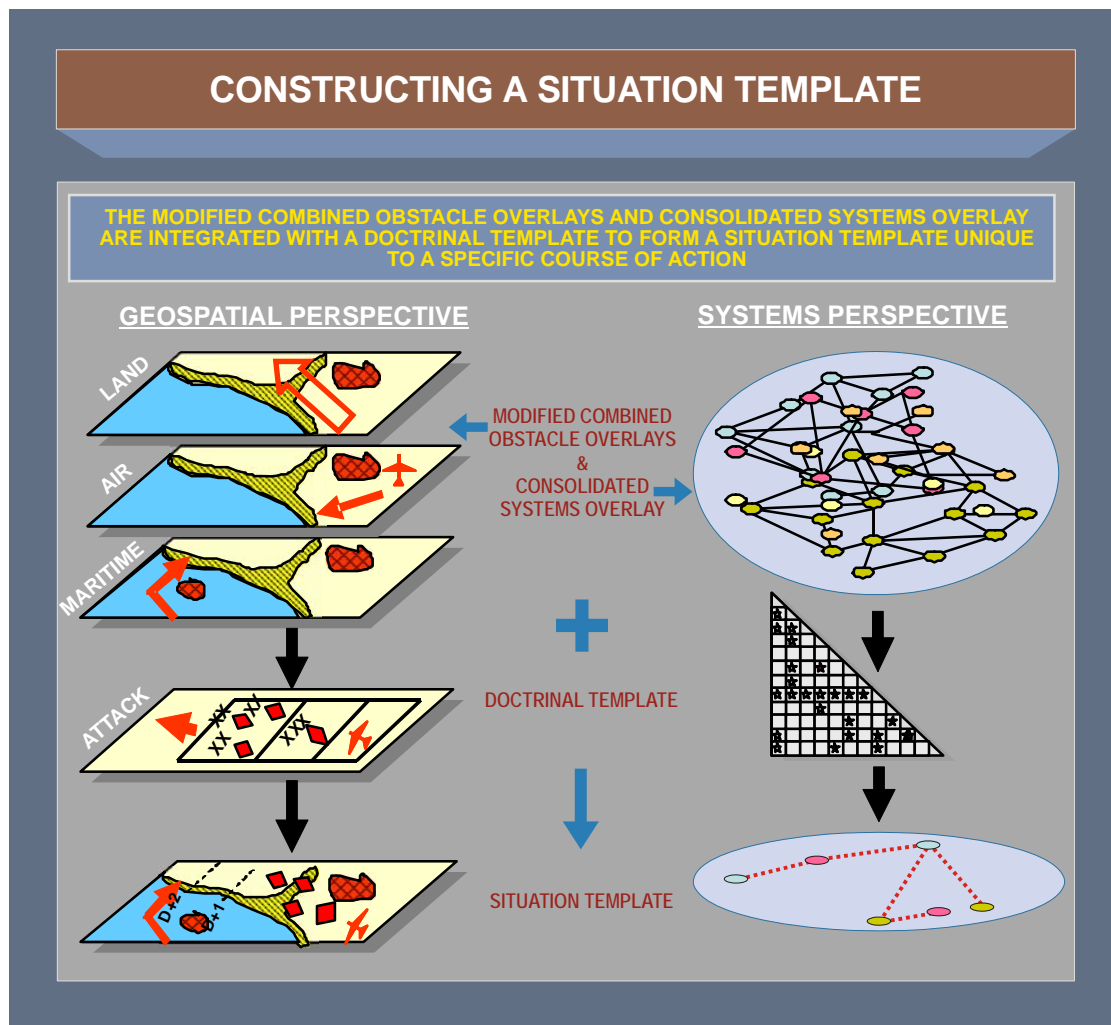 CONSTRUCTING A SITUATION TEMPLATE
THE MODIFIED COMBINED OBSTACLE OVERLAYS AND CONSOLIDATED SYSTEMS OVERLAY
ARE INTEGRATED WITH A DOCTRINAL TEMPLATE TO FORM A SITUATION TEMPLATE UNIQUE
TO A SPECIFIC COURSE OF ACTION
GEOSPATIAL PERSPECTIVE
SYSTEMS PERSPECTIVE
LAND
AIR
MARITIME
MODIFIED COMBINED
OBSTACLE OVERLAYS
&
CONSOLIDATED
SYSTEMS OVERLAY
ATTACK
XX
XX
XX
XXX
DOCTRINAL TEMPLATE
D+2
D+1
SITUATION TEMPLATE